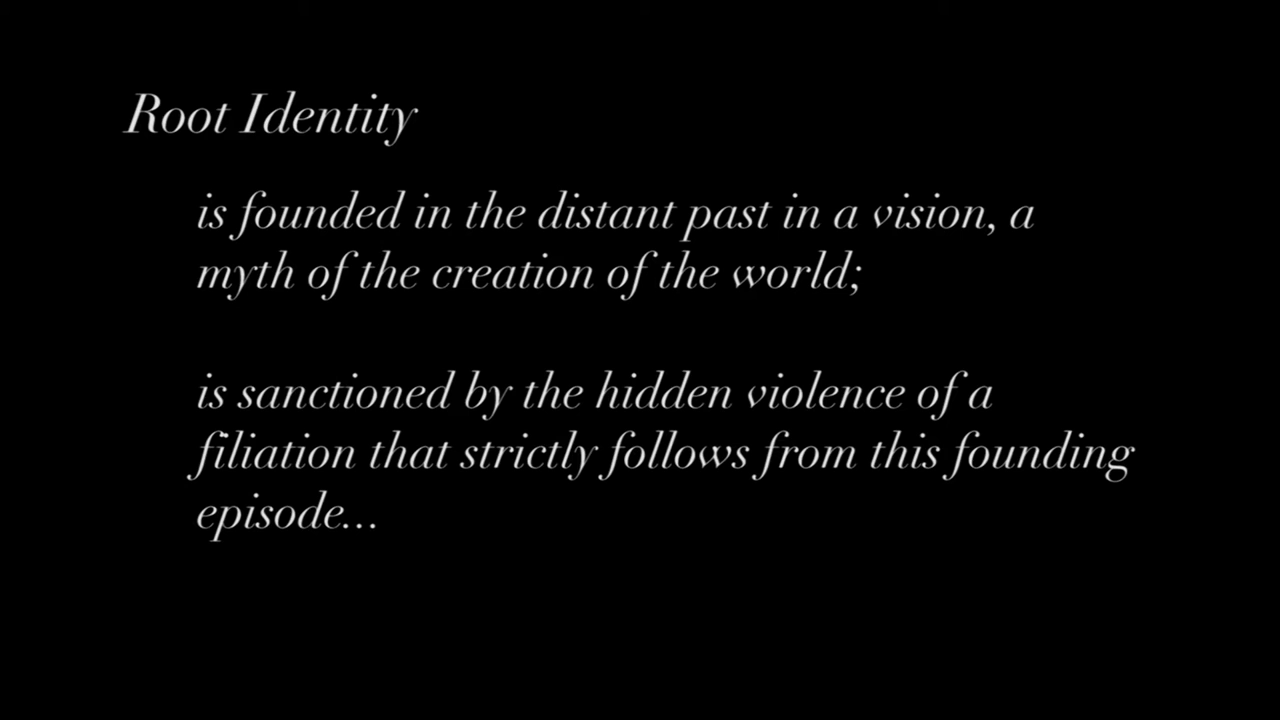 Root Identity
is founded in the distant past in a vision, a
myth of the creation of the world;
is sanctioned by the hidden violence of a
filiation that strictly follows from this founding
episode...